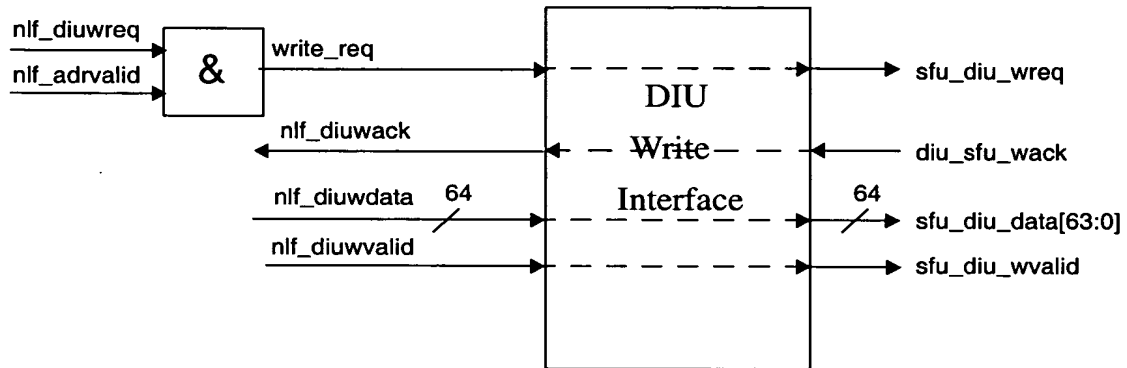 nlf_diuwreq
nlf_adrvalid
&
write_req
sfu_diu_wreq
DIU
Write
Interface
nlf_diuwack
diu_sfu_wack
nlf_diuwdata 64
64 sfu_diu_data[63:0]
nlf_diuwvalid
sfu_diu_wvalid